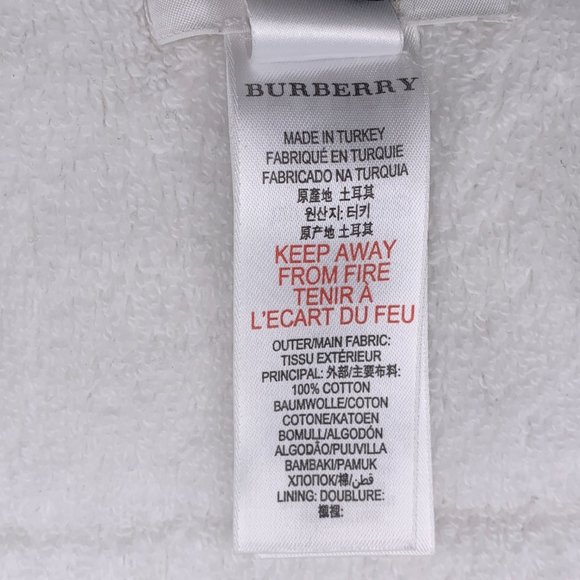 BURBERRY
MADE IN TURKEY
FABRIQUÉ EN TURQUIE
FABRICADO NA TURQUIA
原產地 土耳其
원산지: 터키
原产地 土耳其
KEEP AWAY
FROM FIRE
TENIR À
L'ECART DU FEU
OUTER/MAIN FABRIC:
TISSU EXTÉRIEUR
PRINCIPAL: 外部/主要布料:
100% COTTON
BAUMWOLLE/COTON
COTONE/KATOEN
BOMULL/ALGODÓN
ALGODÃO/PUUVILLA
BAMBAKI/PAMUK
ХЛОПОК/棉/قطن
LINING: DOUBLURE: